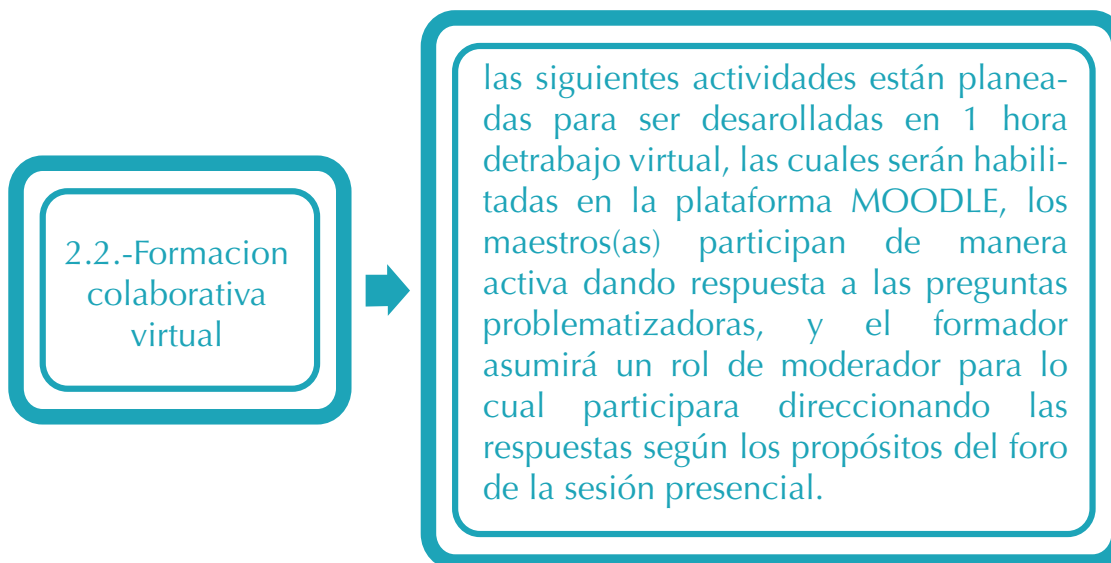 2.2.-Formacion
colaborativa
virtual
las siguientes actividades están planea-
das para ser desarolladas en 1 hora
detrabajo virtual, las cuales serán habili-
tadas en la plataforma MOODLE, los
maestros(as) participan de manera
activa dando respuesta a las preguntas
problematizadoras, y el formador
asumirá un rol de moderador para lo
cual participara direccionando las
respuestas según los propósitos del foro
de la sesión presencial.